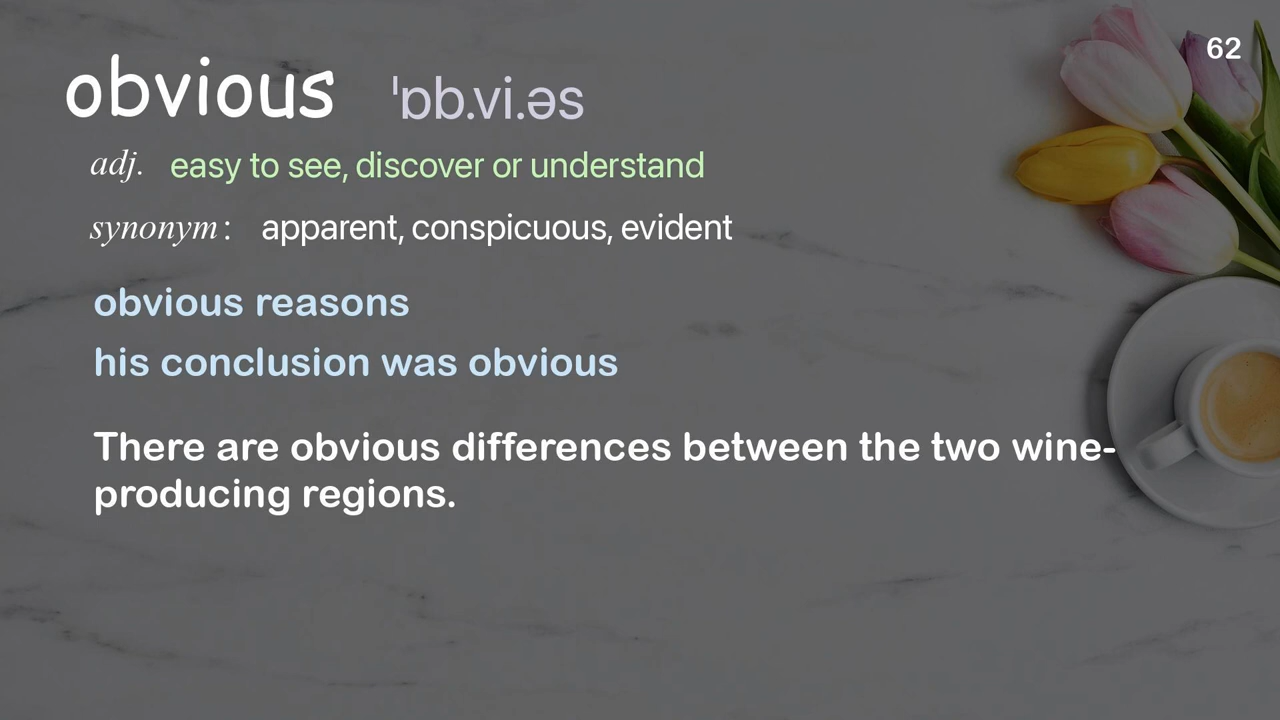 62
obvious ˈɒb.vi.əs
adj. easy to see, discover or understand
synonym: apparent, conspicuous, evident
obvious reasons
his conclusion was obvious
There are obvious differences between the two wine-
producing regions.